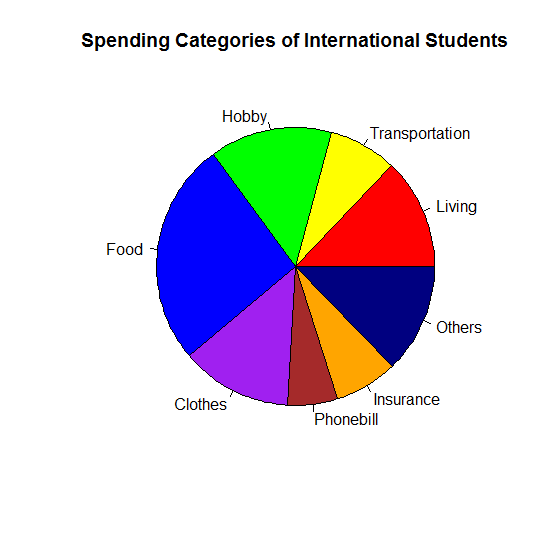 Spending Categories of International Students
Hobby
Transportation
Living
Food
Others
Insurance
Clothes
Phonebill